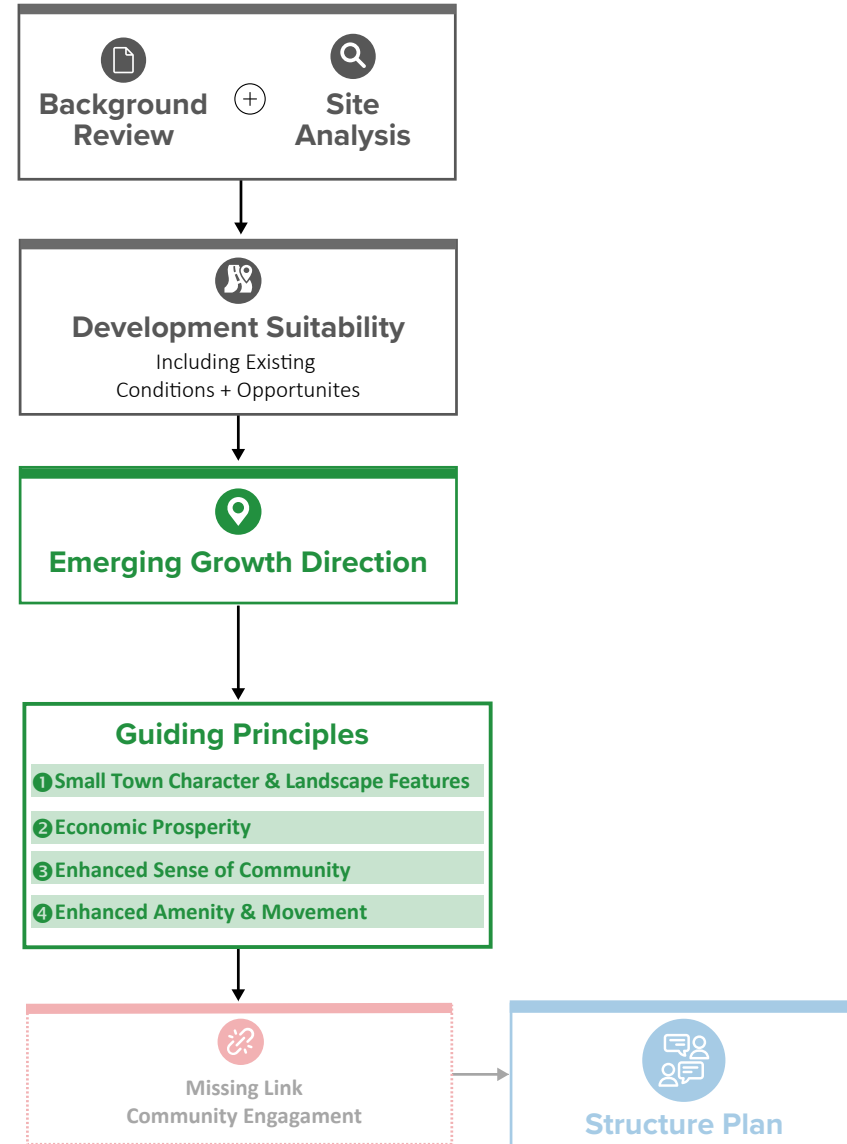 Background
Review
+
Site
Analysis
Development Suitability
Including Existing
Conditions + Opportunites
Emerging Growth Direction
Guiding Principles
❶Small Town Character & Landscape Features
❷Economic Prosperity
❸Enhanced Sense of Community
❹Enhanced Amenity & Movement
Missing Link
Community Engagament
Structure Plan